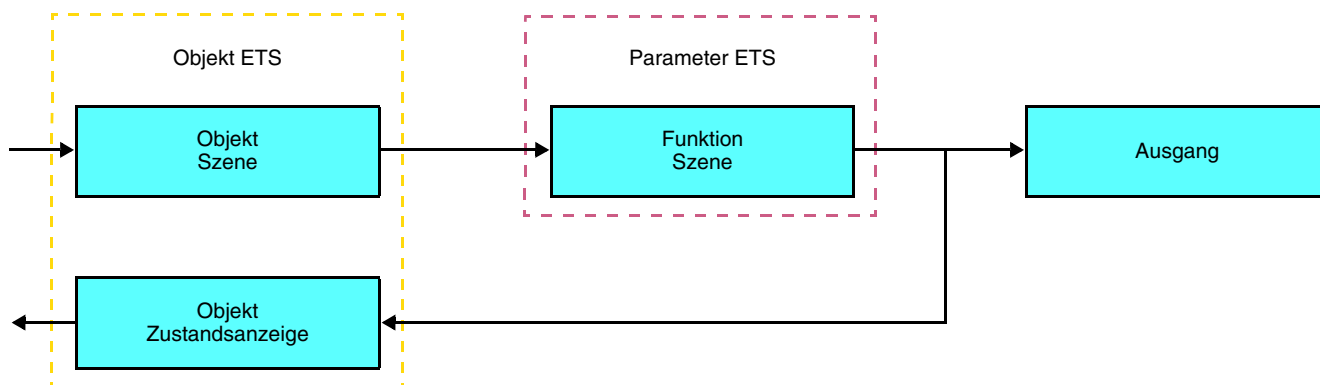 Objekt ETS
Parameter ETS
Objekt
Szene
Funktion
Szene
Ausgang
Objekt
Zustandsanzeige